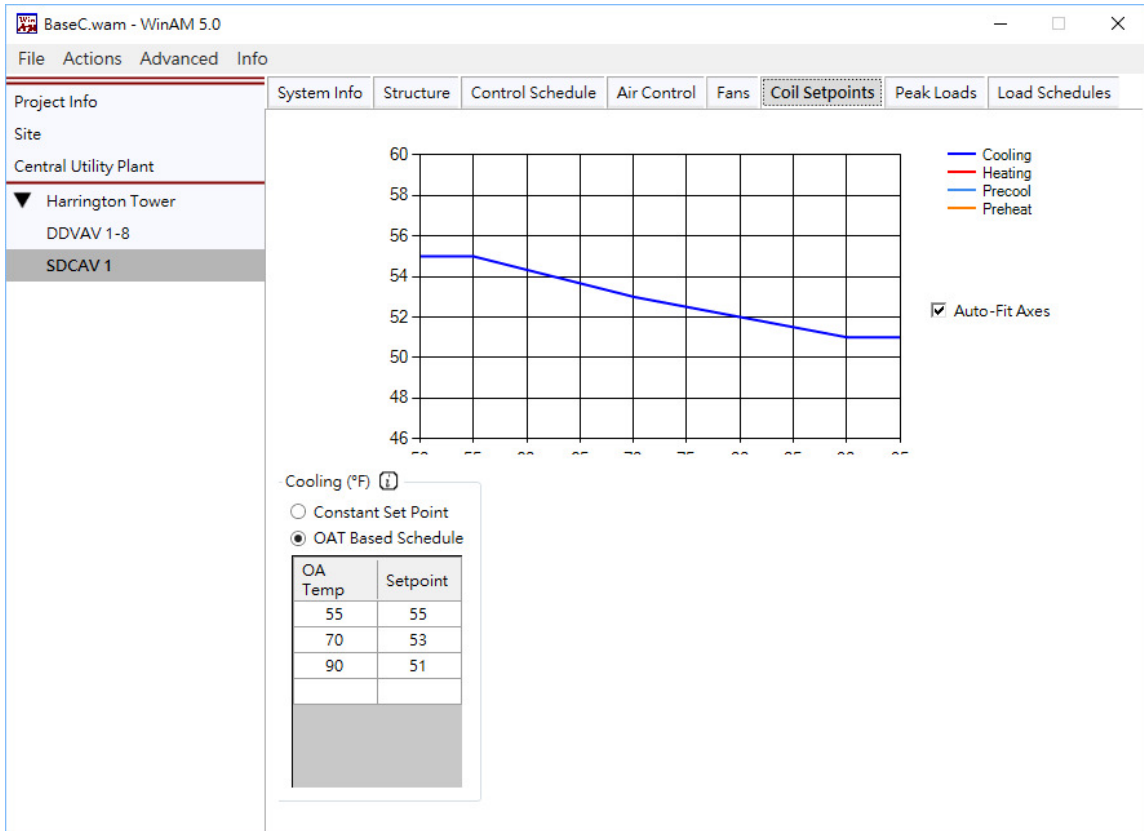 BaseC.wam - WinAM 5.0
File Actions Advanced Info
Project Info
Site
Central Utility Plant
Harrington Tower
DDVAV 1-8
SDCAV 1
System Info Structure Control Schedule Air Control Fans Coil Setpoints Peak Loads Load Schedules
60
58
56
54
52
50
48
46
Cooling
Heating
Precool
Preheat
Auto-Fit Axes
Cooling (°F)
Constant Set Point
OAT Based Schedule
OA Temp Setpoint
55 55
70 53
90 51